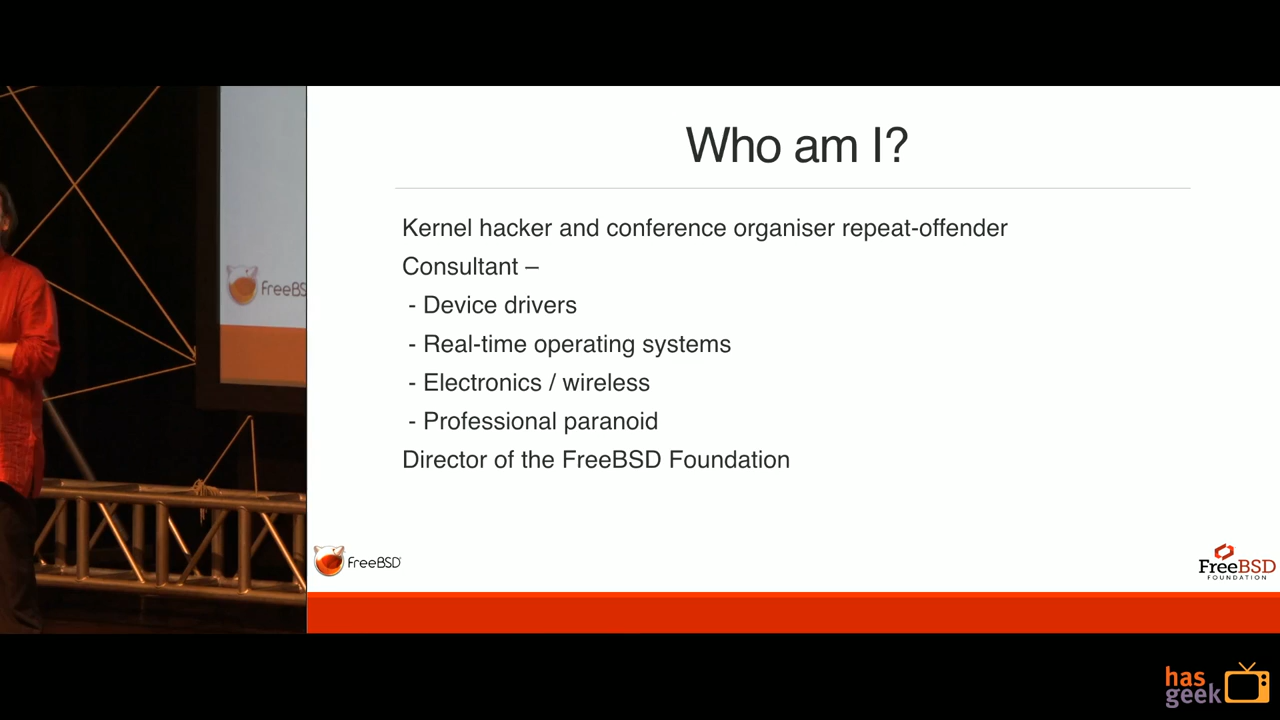 Who am I?
Kernel hacker and conference organiser repeat-offender
Consultant –
- Device drivers
- Real-time operating systems
- Electronics / wireless
- Professional paranoid
Director of the FreeBSD Foundation
FreeBS
FreeBSD
FreeBSD
FOUNDATION
has
geek